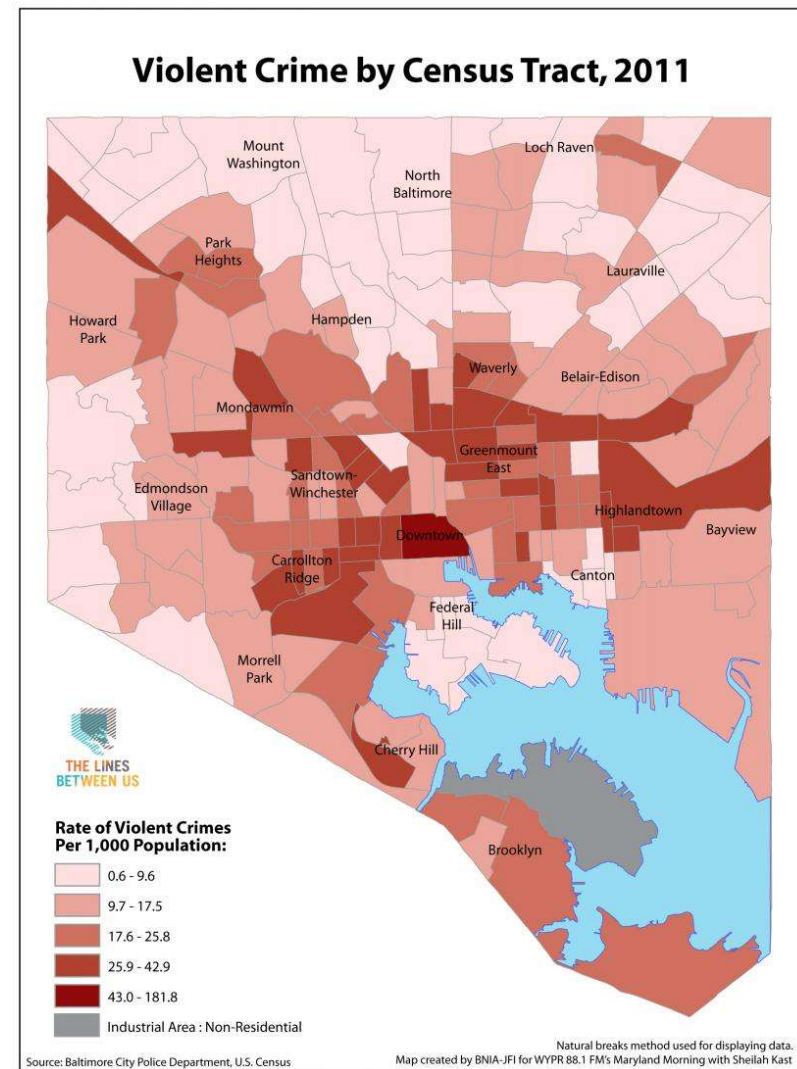 Violent Crime by Census Tract, 2011
Mount
Washington
Loch Raven
North
Baltimore
Park
Heights
Lauraville
Howard
Park
Hampden
Waverly
Belair-Edison
Mondawmin
Greenmount
East
Sandtown-
Winchester
Edmondson
Village
Highlandtown
Bayview
Downtown
Carrollton
Ridge
Canton
Federal
Hill
Morrell
Park
Cherry Hill
THE LINES
BETWEEN US
Brooklyn
Rate of Violent Crimes
Per 1,000 Population:
0.6 - 9.6
9.7 - 17.5
17.6 - 25.8
25.9 - 42.9
43.0 - 181.8
Industrial Area : Non-Residential
Natural breaks method used for displaying data.
Source: Baltimore City Police Department, U.S. Census
Map created by BNIA-JFI for WYPR 88.1 FM's Maryland Morning with Sheilah Kast